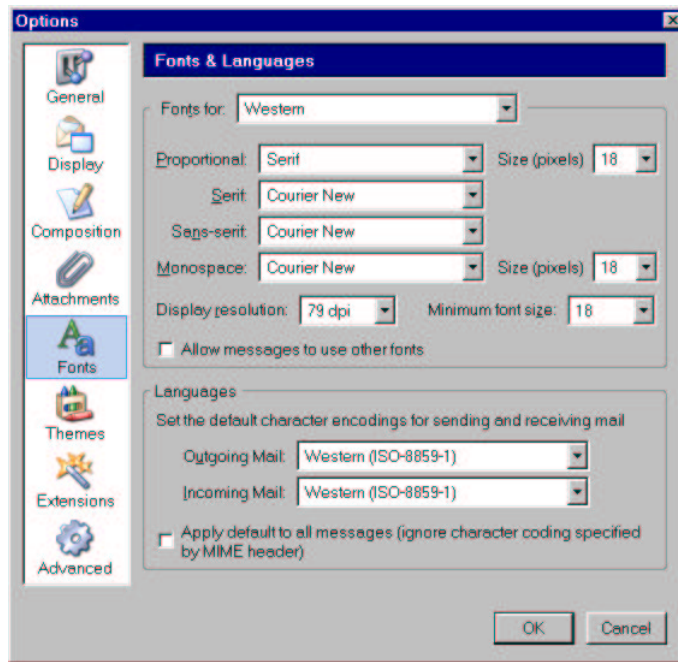 Options
General
Display
Composition
Attachments
Fonts
Themes
Extensions
Advanced
Fonts & Languages
Fonts for: Western
Proportional: Serif Size (pixels) 18
Serif: Courier New
Sans-serif: Courier New
Monospace: Courier New Size (pixels) 18
Display resolution: 79 dpi Minimum font size: 18
Allow messages to use other fonts
Languages
Set the default character encodings for sending and receiving mail
Outgoing Mail: Western (ISO-8859-1)
Incoming Mail: Western (ISO-8859-1)
Apply default to all messages (ignore character coding specified
by MIME header)
OK Cancel